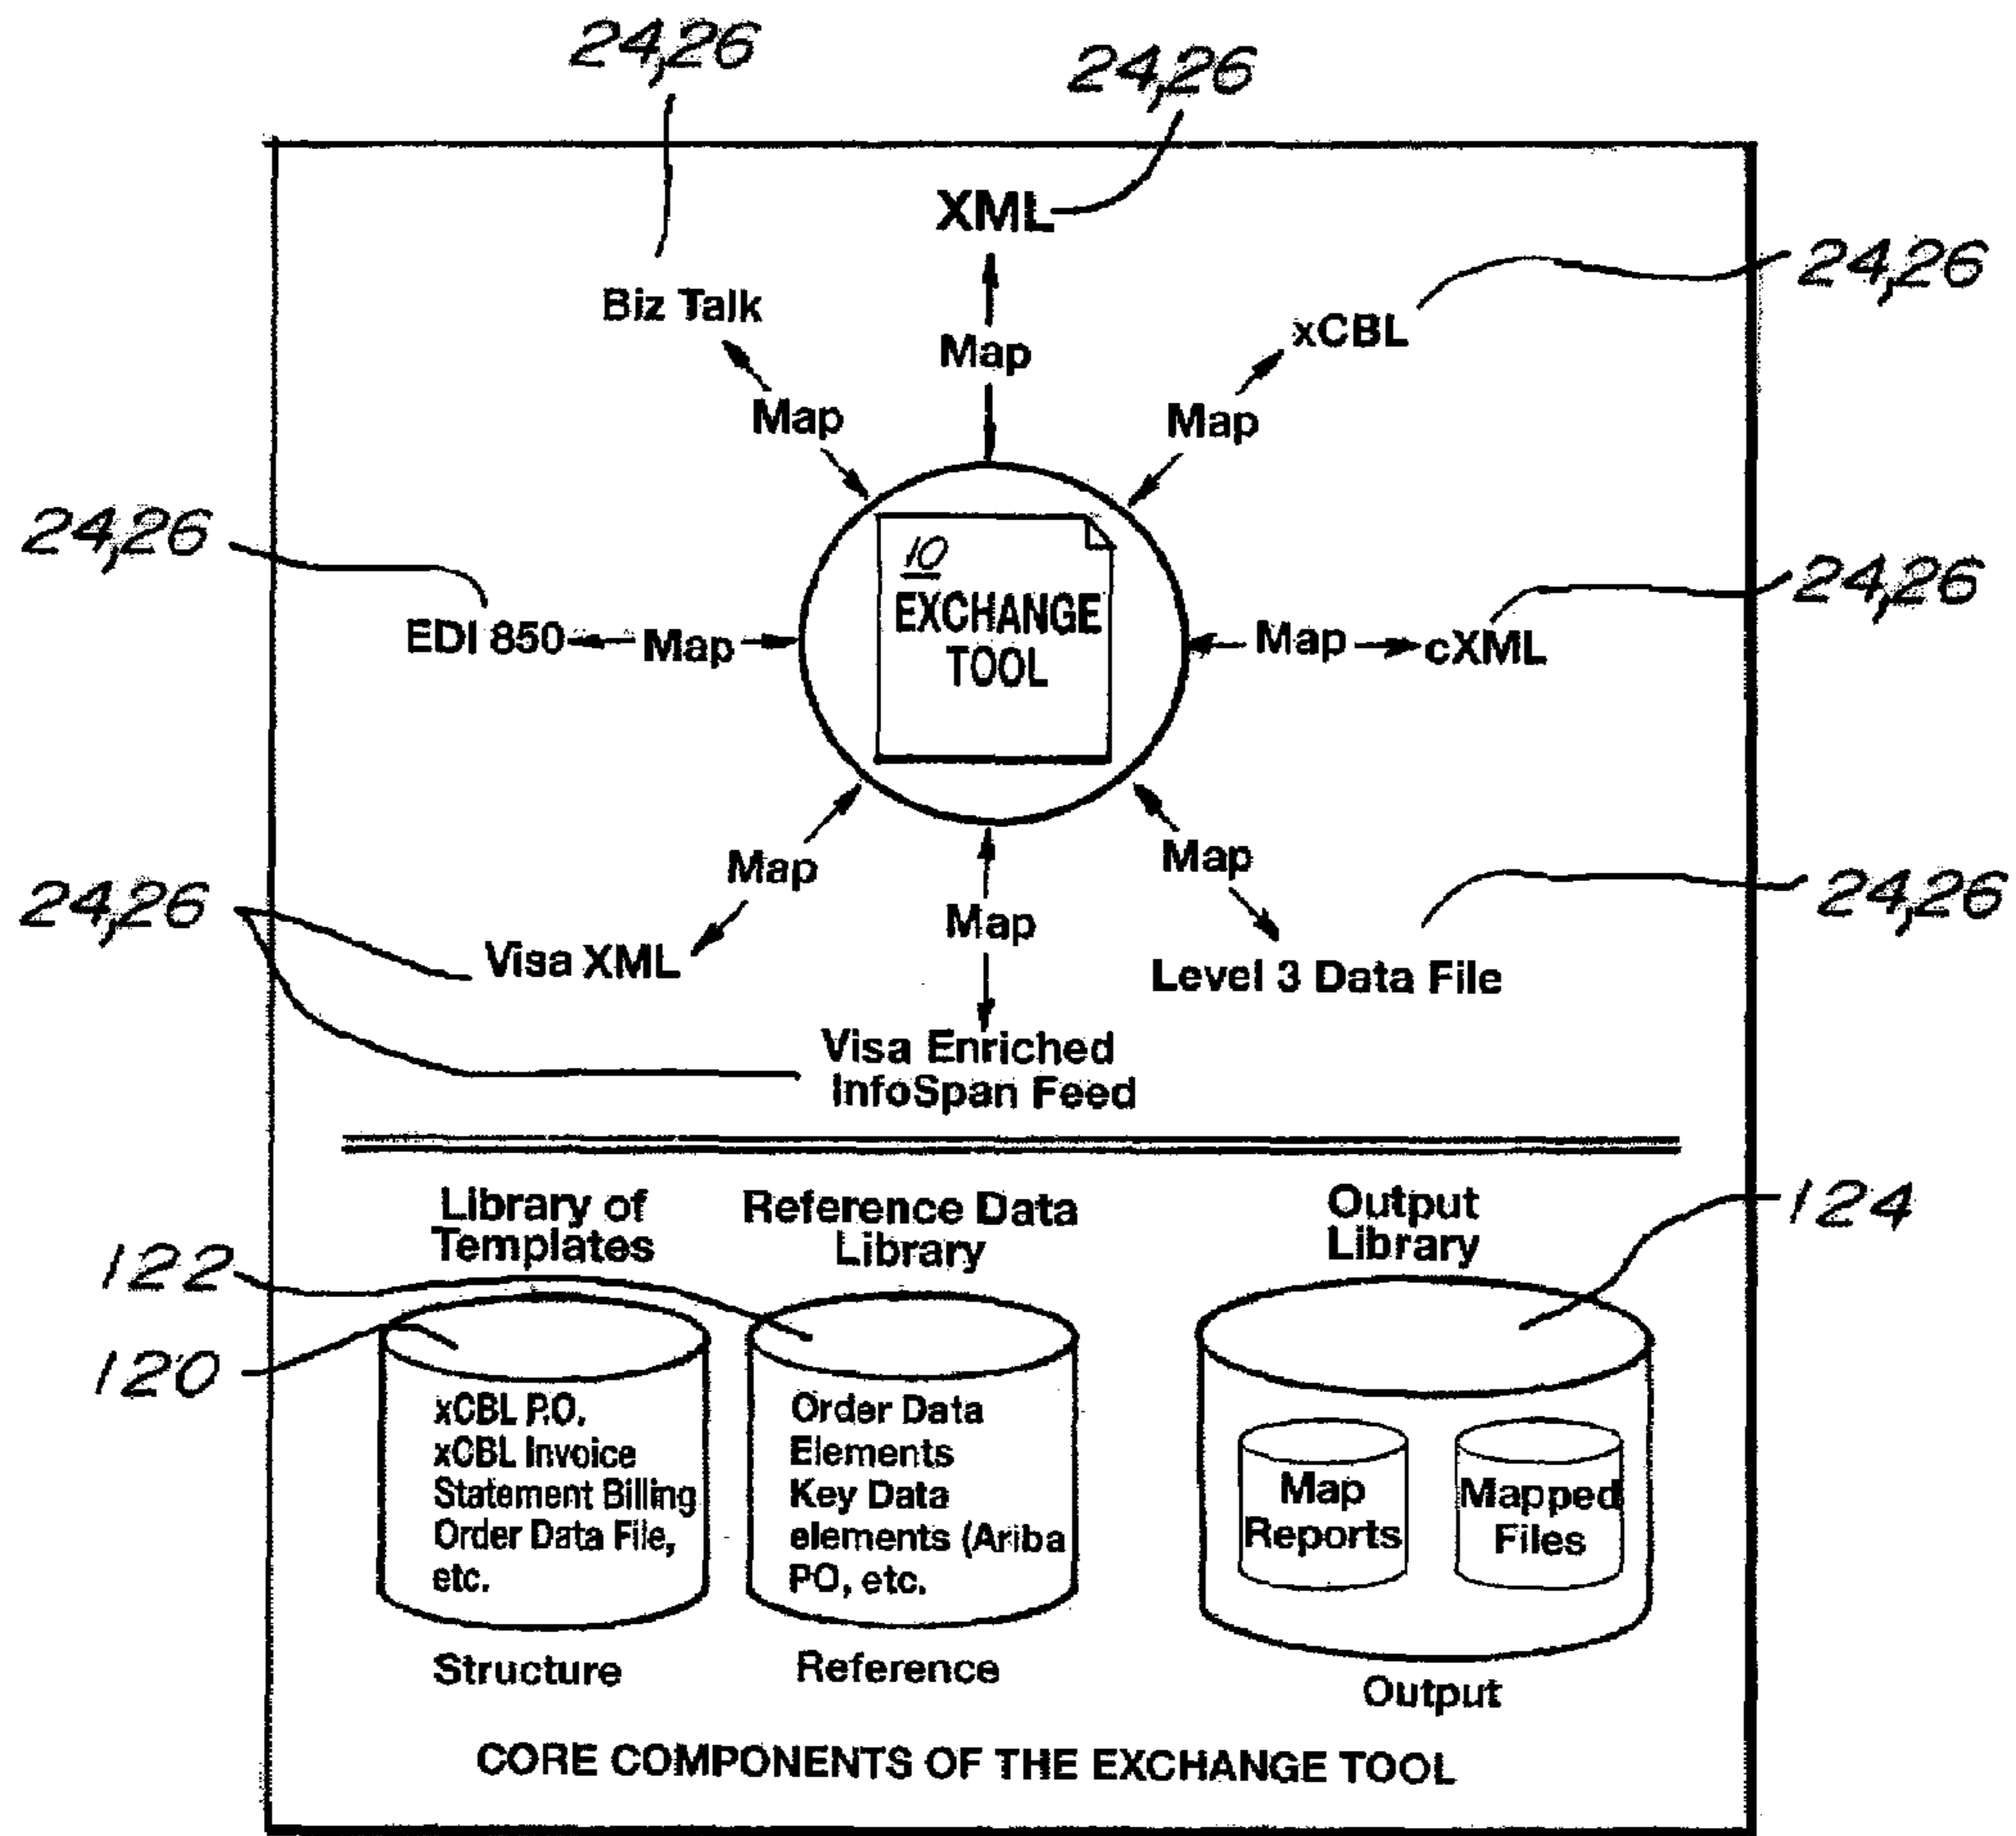 24,26
24,26
XML
24,26
Biz Talk
xCBL
Map
Map
Map
24,26
10
EXCHANGE
TOOL
24,26
EDI 850
Map
Map
cXML
Map
Map
Map
24,26
24,26
Visa XML
Level 3 Data File
Visa Enriched
InfoSpan Feed
Library of
Templates
Reference Data
Library
Output
Library
124
122
120
xCBL P.O.
xCBL Invoice
Statement Billing
Order Data File,
etc.
Order Data
Elements
Key Data
elements (Ariba
PO, etc.
Map
Reports
Mapped
Files
Structure
Reference
Output
CORE COMPONENTS OF THE EXCHANGE TOOL